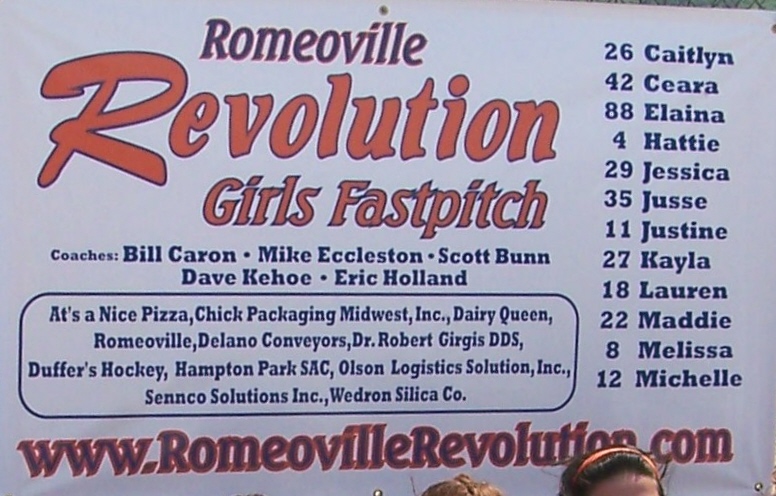 Romeoville
Revolution
Girls Fastpitch
Coaches: Bill Caron • Mike Eccleston • Scott Bunn
Dave Kehoe • Eric Holland
At's a Nice Pizza,Chick Packaging Midwest,Inc., Dairy Queen,
Romeoville,Delano Conveyors,Dr. Robert Girgis DDS,
Duffer's Hockey, Hampton Park SAC, Olson Logistics Solution, Inc.,
Sennco Solutions Inc.,Wedron Silica Co.
26 Caitlyn
42 Ceara
88 Elaina
4 Hattie
29 Jessica
35 Jusse
11 Justine
27 Kayla
18 Lauren
22 Maddie
8 Melissa
12 Michelle
www.RomeovilleRevolution.com